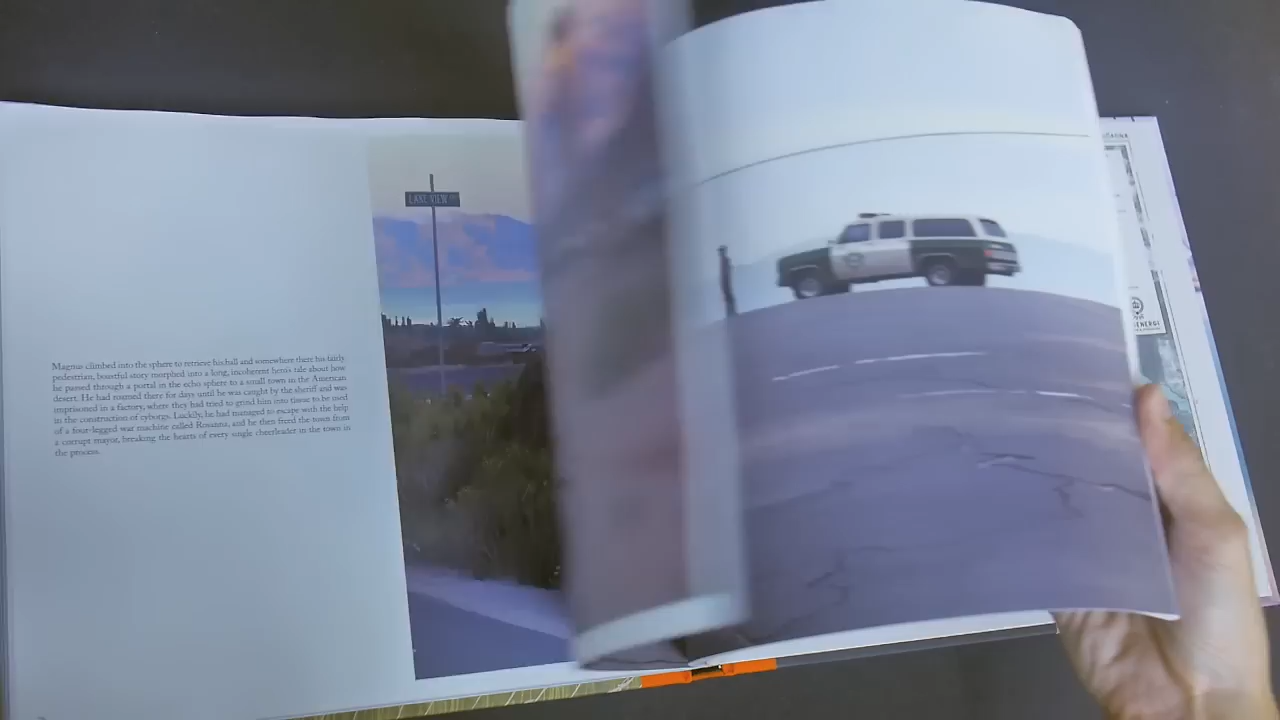 LAKE VIEW
Magnus climbed into the sphere to retrieve his ball and somewhere there his fairly
pedestrian, boastful story morphed into a long, incoherent hero's tale about how
he passed through a portal in the echo sphere to a small town in the American
desert. He had roamed there for days until he was caught by the sheriff and was
imprisoned in a factory, where they had tried to grind him into tissue to be used
in the construction of cyborgs. Luckily, he had managed to escape with the help
of a four-legged war machine called Rovanna, and he then freed the town from
a corrupt mayor, breaking the hearts of every single cheerleader in the town in
the process.